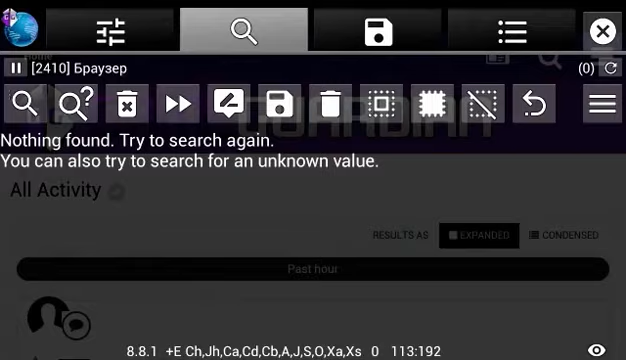 [2410] Браузер
(0)
Nothing found. Try to search again.
You can also try to search for an unknown value.
GUARDIAN
All Activity
RESULTS AS
EXPANDED
CONDENSED
Past hour
8.8.1 +E Ch,Jh,Ca,Cd,Cb,A,J,S,O,Xa,Xs 0 113:192